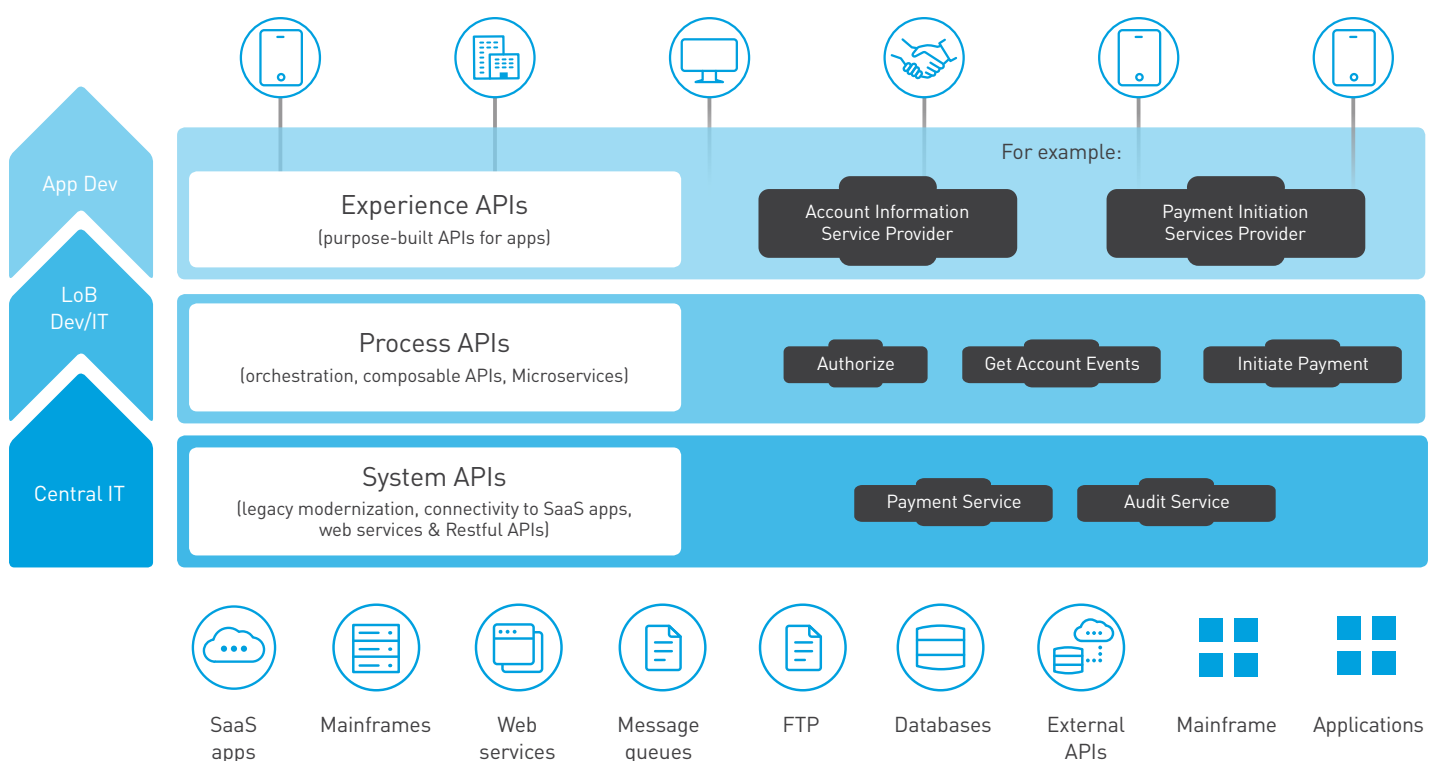 App Dev
For example:
Experience APIs
(purpose-built APIs for apps)
Account Information
Service Provider
Payment Initiation
Services Provider
LoB
Dev/IT
Process APIs
(orchestration, composable APIs, Microservices)
Authorize
Get Account Events
Initiate Payment
Central IT
System APIs
(legacy modernization, connectivity to SaaS apps,
web services & Restful APIs)
Payment Service
Audit Service
SaaS
apps
Mainframes
Web
services
Message
queues
FTP
Databases
External
APIs
Mainframe
Applications